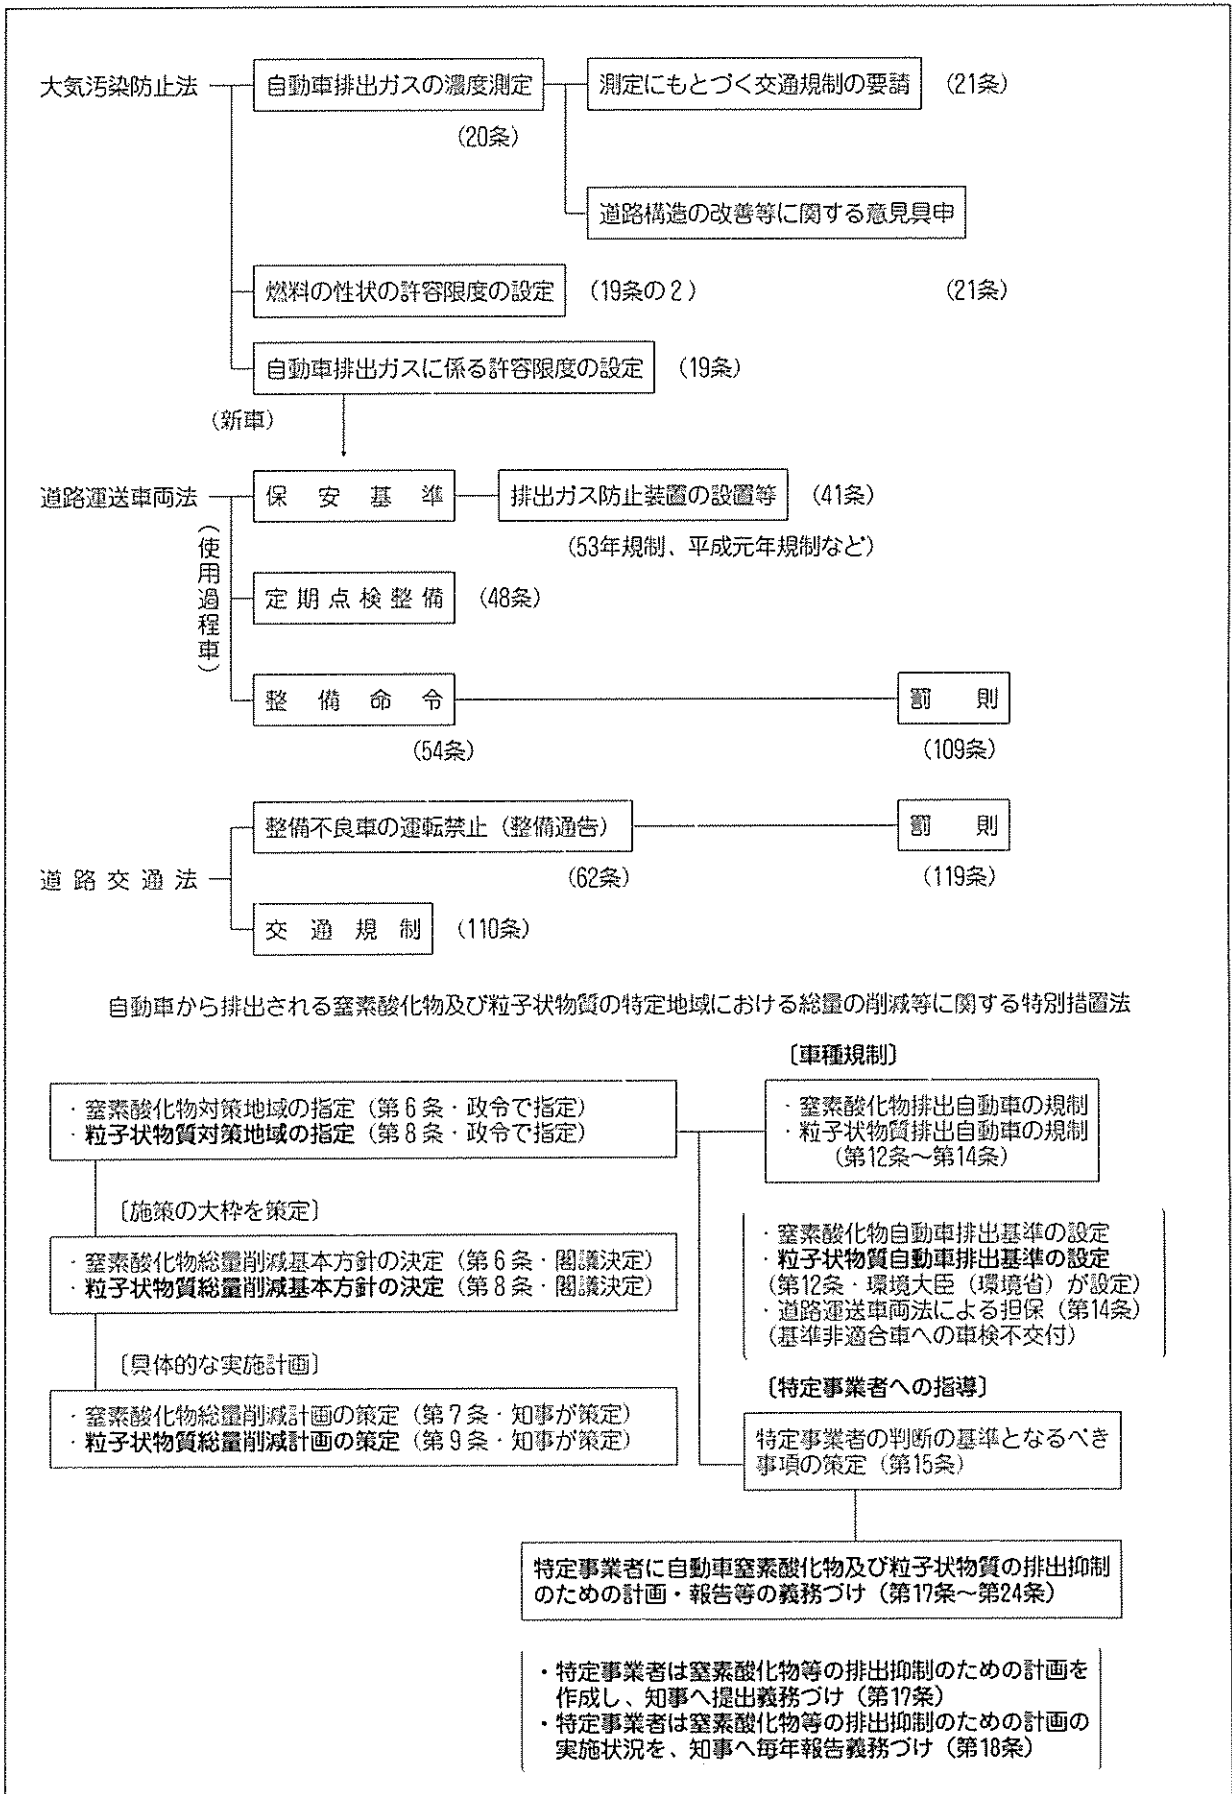 大気汚染防止法
自動車排出ガスの濃度測定
(20条)
測定にもとづく交通規制の要請 (21条)
道路構造の改善等に関する意見具申
(21条)
燃料の性状の許容限度の設定 (19条の2)
自動車排出ガスに係る許容限度の設定 (19条)
(新車)
道路運送車両法
(使用過程車)
保安基準
排出ガス防止装置の設置等 (41条)
(53年規制、平成元年規制など)
定期点検整備 (48条)
整備命令
(54条)
罰則
(109条)
道路交通法
整備不良車の運転禁止(整備通告)
(62条)
罰則
(119条)
交通規制 (110条)
自動車から排出される窒素酸化物及び粒子状物質の特定地域における総量の削減等に関する特別措置法
・窒素酸化物対策地域の指定(第6条・政令で指定)
・粒子状物質対策地域の指定(第8条・政令で指定)
〔施策の大枠を策定〕
・窒素酸化物総量削減基本方針の決定(第6条・閣議決定)
・粒子状物質総量削減基本方針の決定(第8条・閣議決定)
〔具体的な実施計画〕
・窒素酸化物総量削減計画の策定(第7条・知事が策定)
・粒子状物質総量削減計画の策定(第9条・知事が策定)
〔車種規制〕
・窒素酸化物排出自動車の規制
・粒子状物質排出自動車の規制
(第12条~第14条)
・窒素酸化物自動車排出基準の設定
・粒子状物質自動車排出基準の設定
(第12条・環境大臣(環境省)が設定)
・道路運送車両法による担保(第14条)
(基準非適合車への車検不交付)
〔特定事業者への指導〕
特定事業者の判断の基準となるべき
事項の策定(第15条)
特定事業者に自動車窒素酸化物及び粒子状物質の排出抑制
のための計画・報告等の義務づけ(第17条~第24条)
・特定事業者は窒素酸化物等の排出抑制のための計画を
作成し、知事へ提出義務づけ(第17条)
・特定事業者は窒素酸化物等の排出抑制のための計画の
実施状況を、知事へ毎年報告義務づけ(第18条)